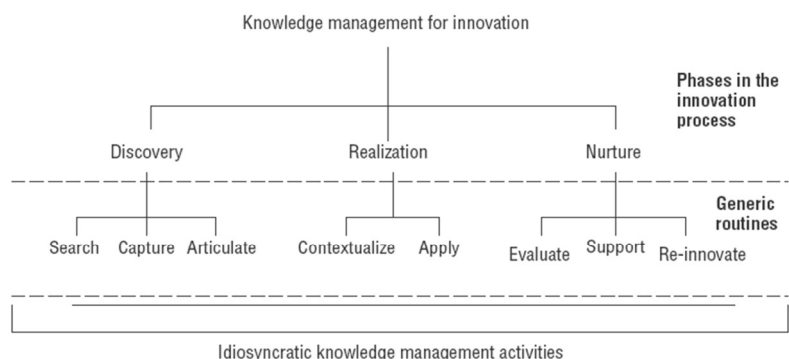 Knowledge management for innovation
Phases in the
innovation
process
Discovery
Realization
Nurture
Generic
routines
Search
Capture
Articulate
Contextualize
Apply
Evaluate
Support
Re-innovate
Idiosyncratic knowledge management activities